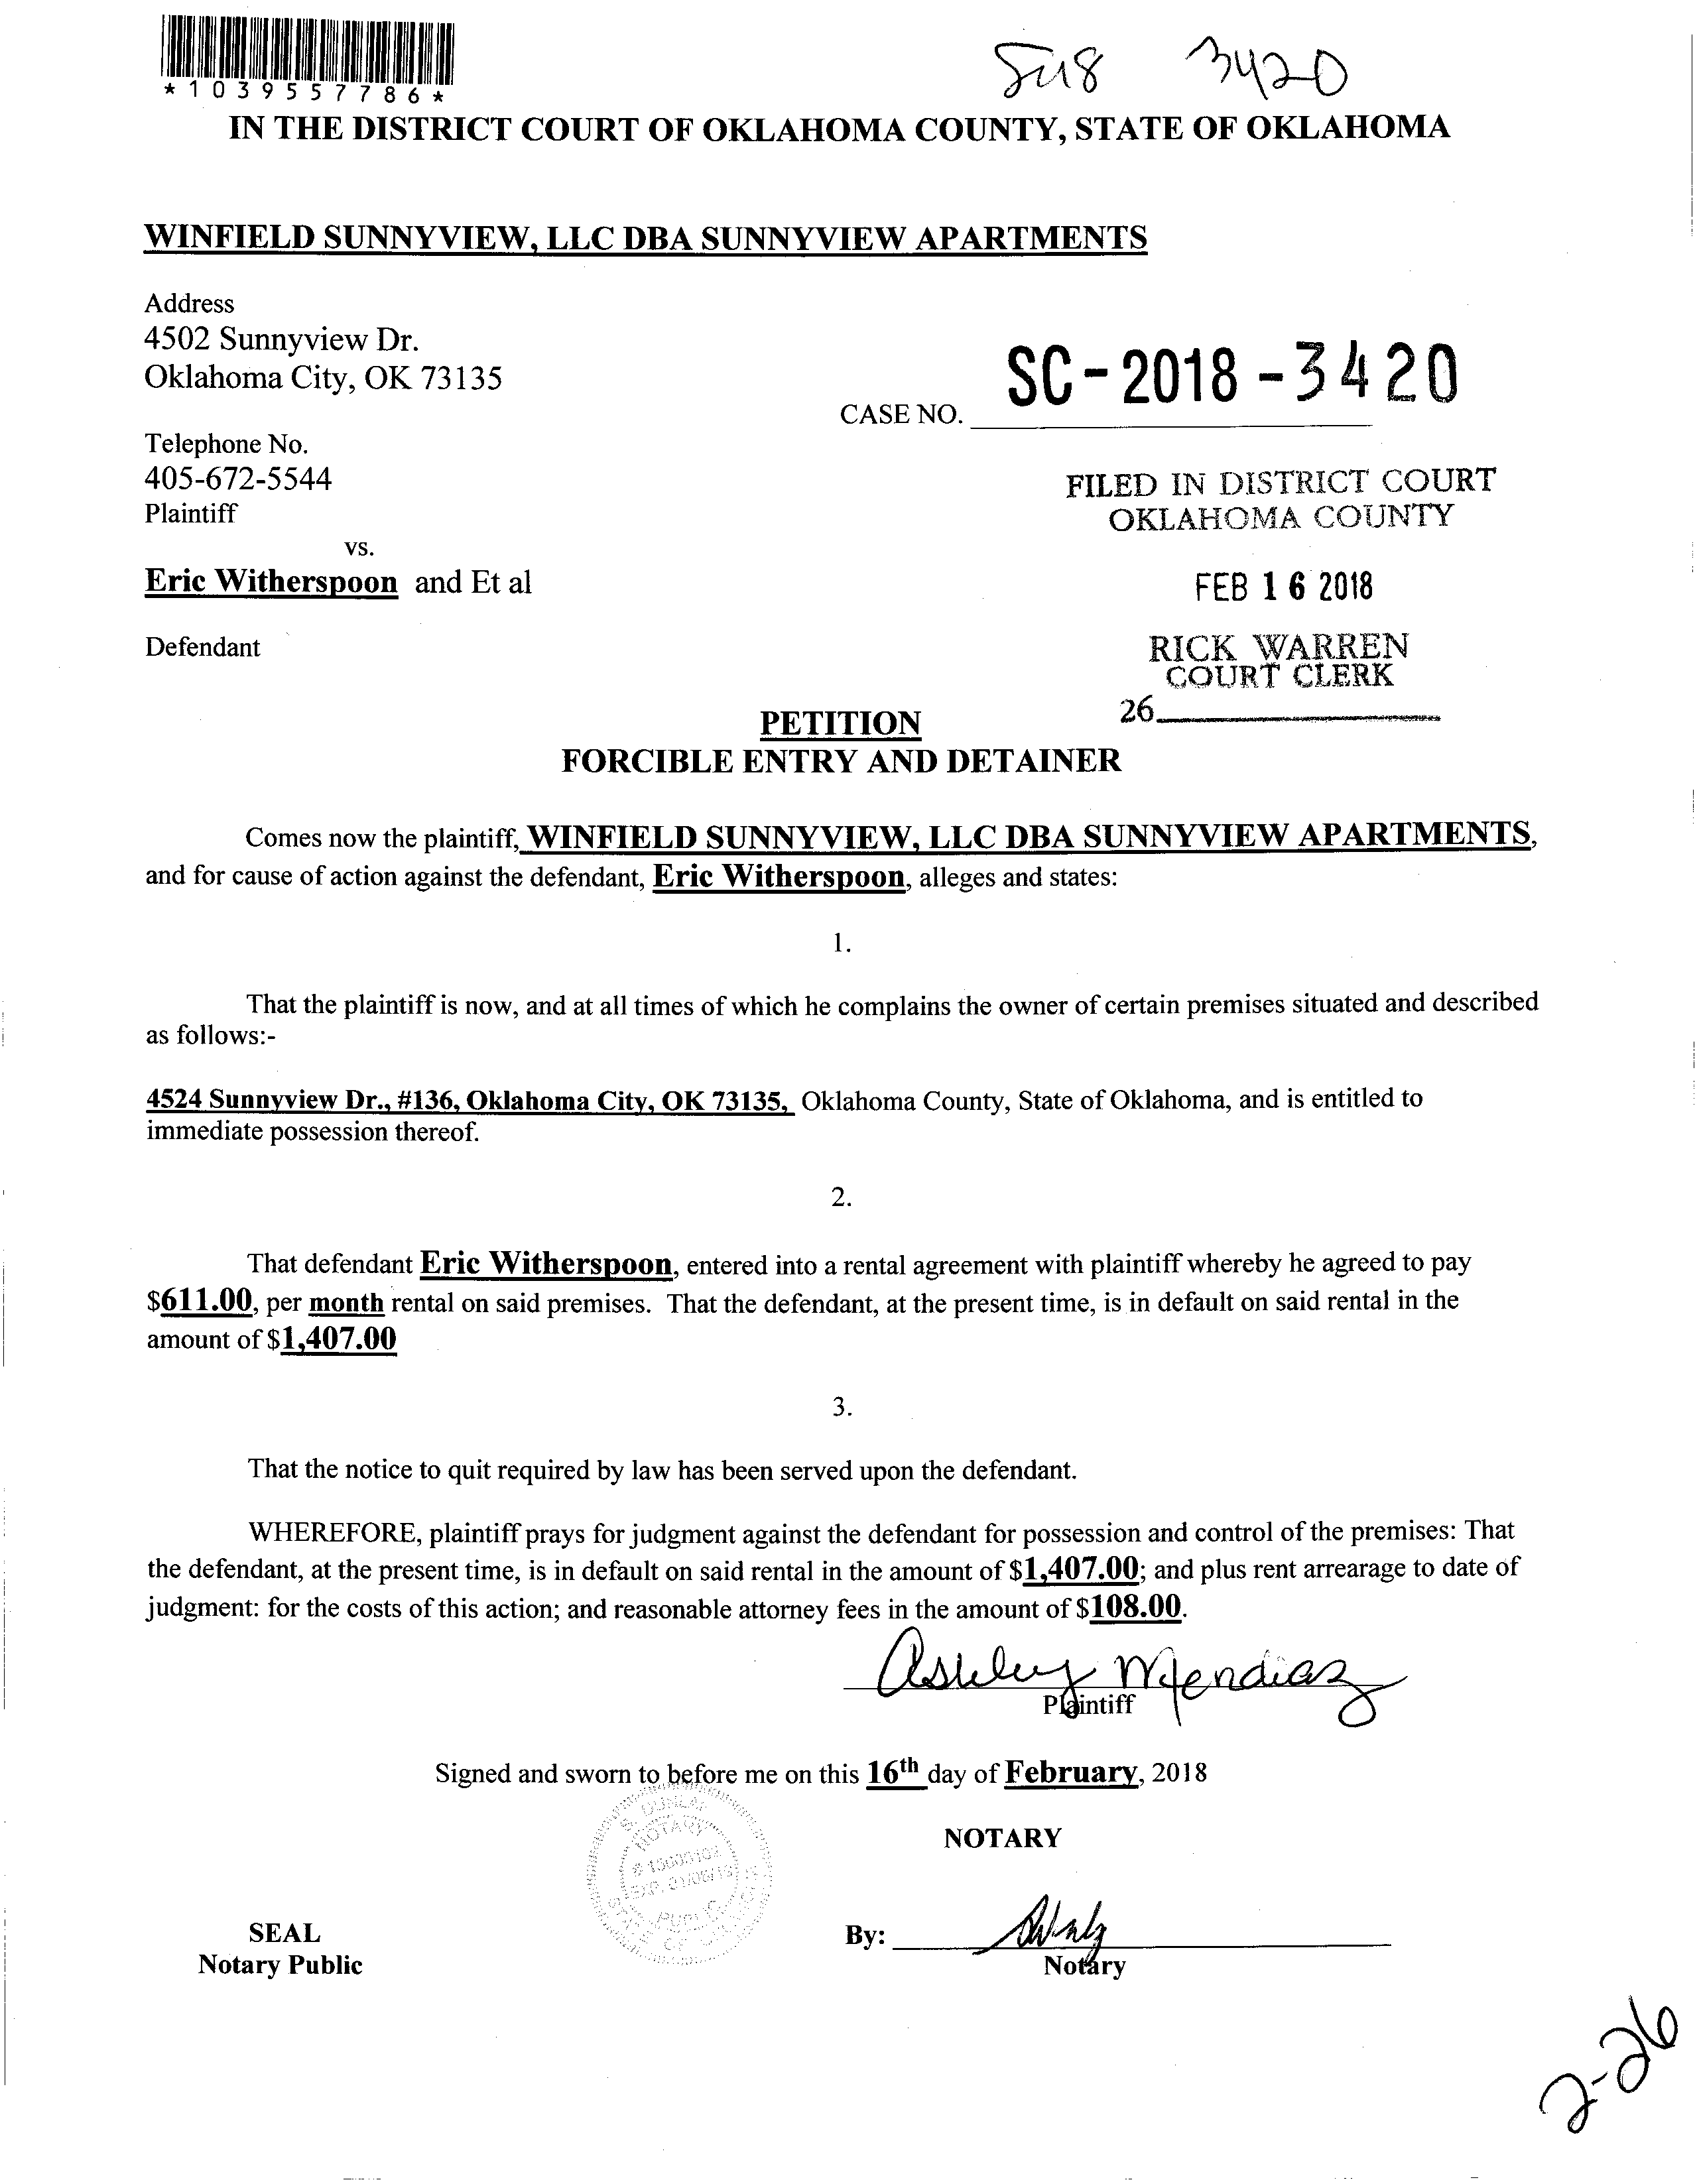 *1039557786*
3420
IN THE DISTRICT COURT OF OKLAHOMA COUNTY, STATE OF OKLAHOMA
WINFIELD SUNNYVIEW, LLC DBA SUNNYVIEW APARTMENTS
Address
4502 Sunnyview Dr.
Oklahoma City, OK 73135
CASE NO. SC-2018-3420
Telephone No.
405-672-5544
Plaintiff
vs.
Eric Witherspoon and Et al
Defendant
FILED IN DISTRICT COURT
OKLAHOMA COUNTY
FEB 16 2018
RICK WARREN
COURT CLERK
26
PETITION
FORCIBLE ENTRY AND DETAINER
Comes now the plaintiff, WINFIELD SUNNYVIEW, LLC DBA SUNNYVIEW APARTMENTS,
and for cause of action against the defendant, Eric Witherspoon, alleges and states:
1.
That the plaintiff is now, and at all times of which he complains the owner of certain premises situated and described
as follows:-
4524 Sunnyview Dr., #136, Oklahoma City, OK 73135, Oklahoma County, State of Oklahoma, and is entitled to
immediate possession thereof.
2.
That defendant Eric Witherspoon, entered into a rental agreement with plaintiff whereby he agreed to pay
$611.00, per month rental on said premises. That the defendant, at the present time, is in default on said rental in the
amount of $1,407.00
3.
That the notice to quit required by law has been served upon the defendant.
WHEREFORE, plaintiff prays for judgment against the defendant for possession and control of the premises: That
the defendant, at the present time, is in default on said rental in the amount of $1,407.00; and plus rent arrearage to date of
judgment: for the costs of this action; and reasonable attorney fees in the amount of $108.00.
Ashley Mendiaz
Plaintiff
Signed and sworn to before me on this 16th day of February, 2018
S. DUNLAP
NOTARY
PUBLIC
STATE OF
NOTARY
SEAL
Notary Public
By:
Notary
2-26